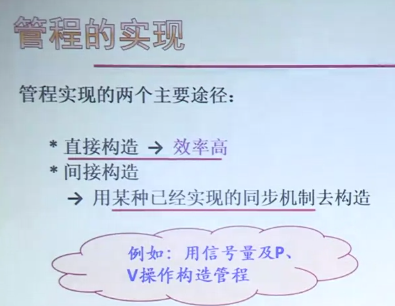 管程的实现
管程实现的两个主要途径：
* 直接构造 → 效率高
* 间接构造
→ 用某种已经实现的同步机制去构造
例如：用信号量及P、
V操作构造管程